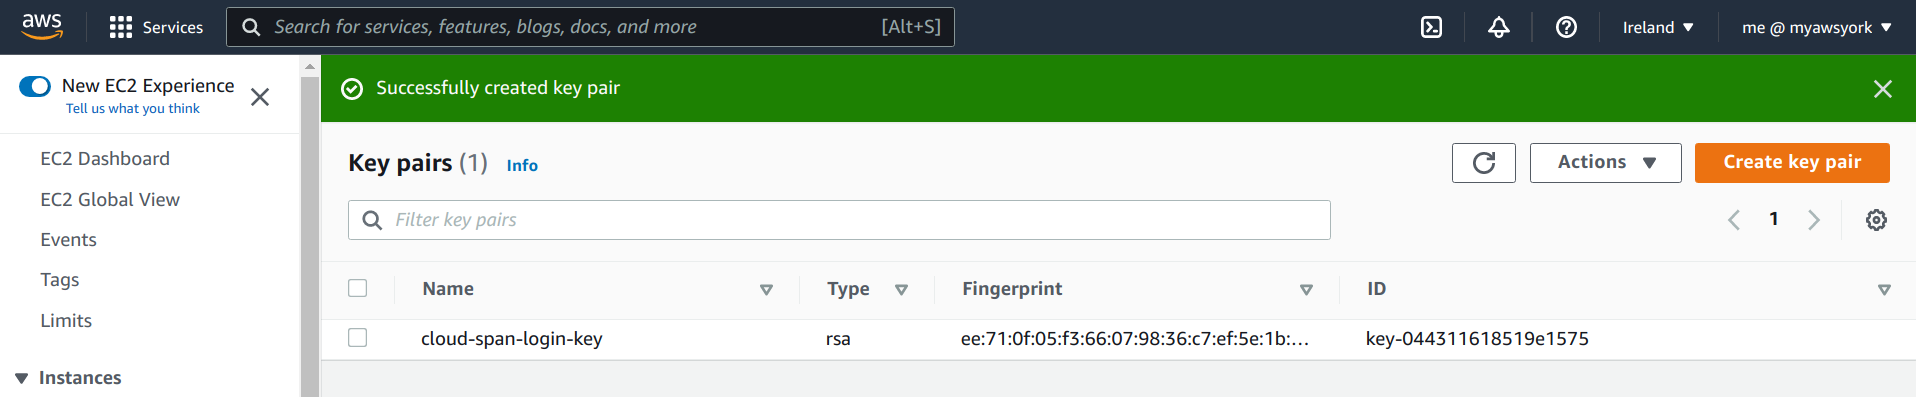 aws
Services
Search for services, features, blogs, docs, and more
[Alt+S]
Ireland
me @ myawsyork
New EC2 Experience
Tell us what you think
EC2 Dashboard
EC2 Global View
Events
Tags
Limits
Instances
Successfully created key pair
Key pairs (1) Info
Actions
Create key pair
Filter key pairs
1
Name Type Fingerprint ID
cloud-span-login-key rsa ee:71:0f:05:f3:66:07:98:36:c7:ef:5e:1b:... key-044311618519e1575